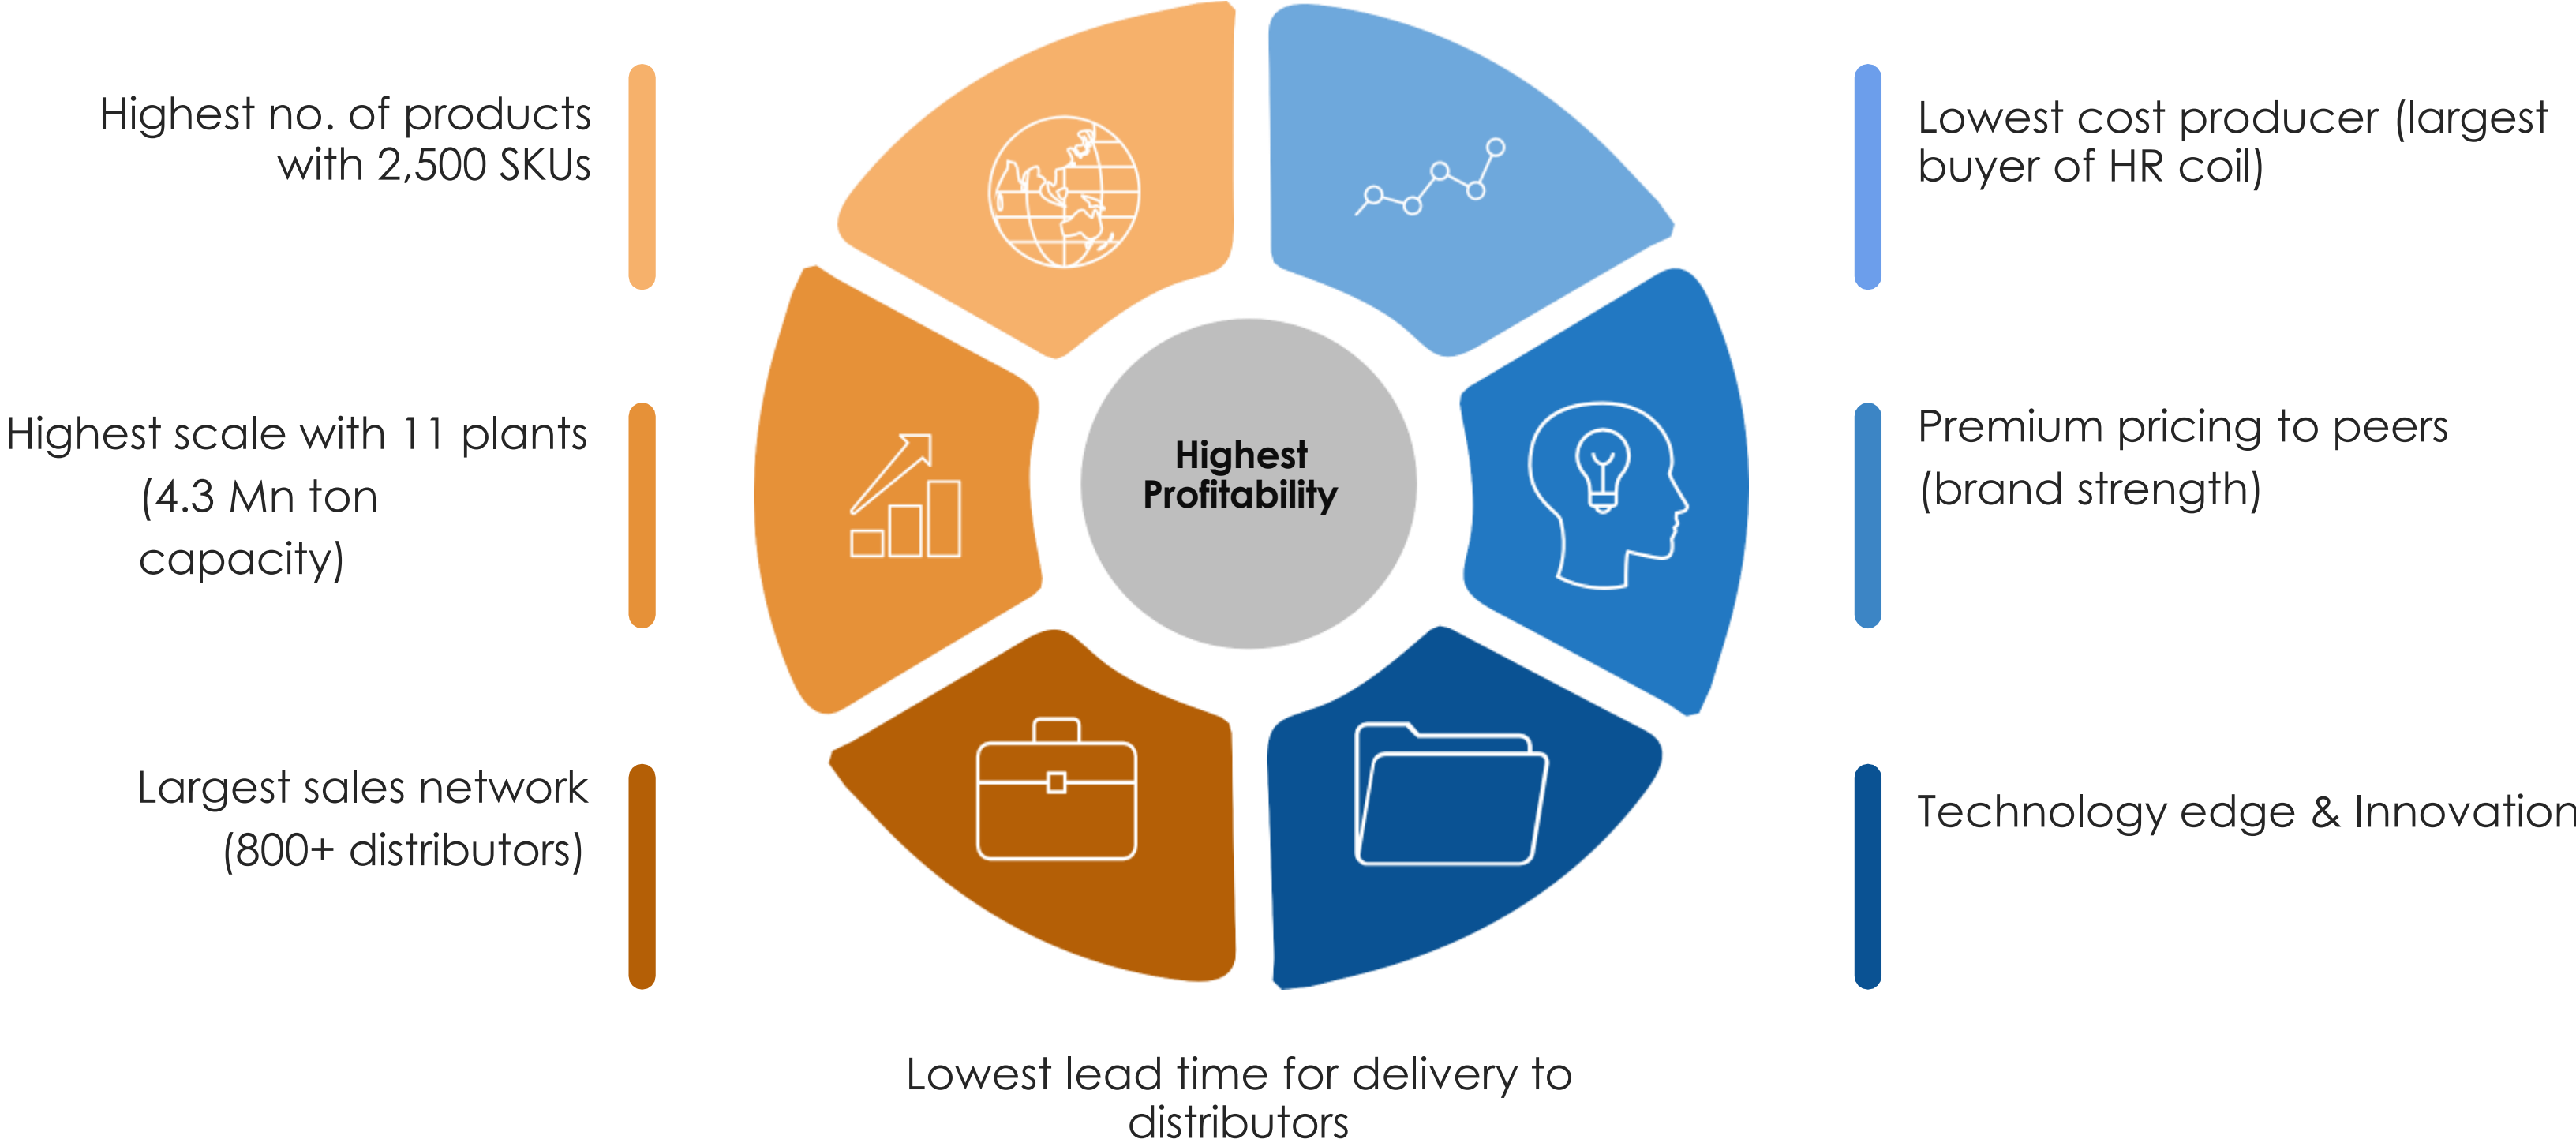 Highest no. of products
with 2,500 SKUs
Highest scale with 11 plants
(4.3 Mn ton
capacity)
Largest sales network
(800+ distributors)
Highest
Profitability
Lowest cost producer (largest
buyer of HR coil)
Premium pricing to peers
(brand strength)
Technology edge & Innovation
Lowest lead time for delivery to
distributors